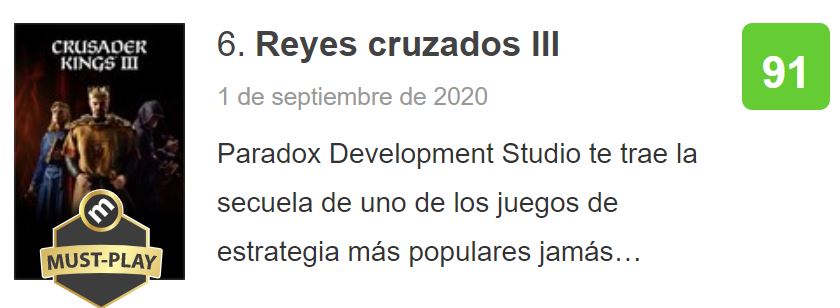 CRUSADER
KINGS III
m
MUST-PLAY
6. Reyes cruzados III
1 de septiembre de 2020
Paradox Development Studio te trae la
secuela de uno de los juegos de
estrategia más populares jamás…
91